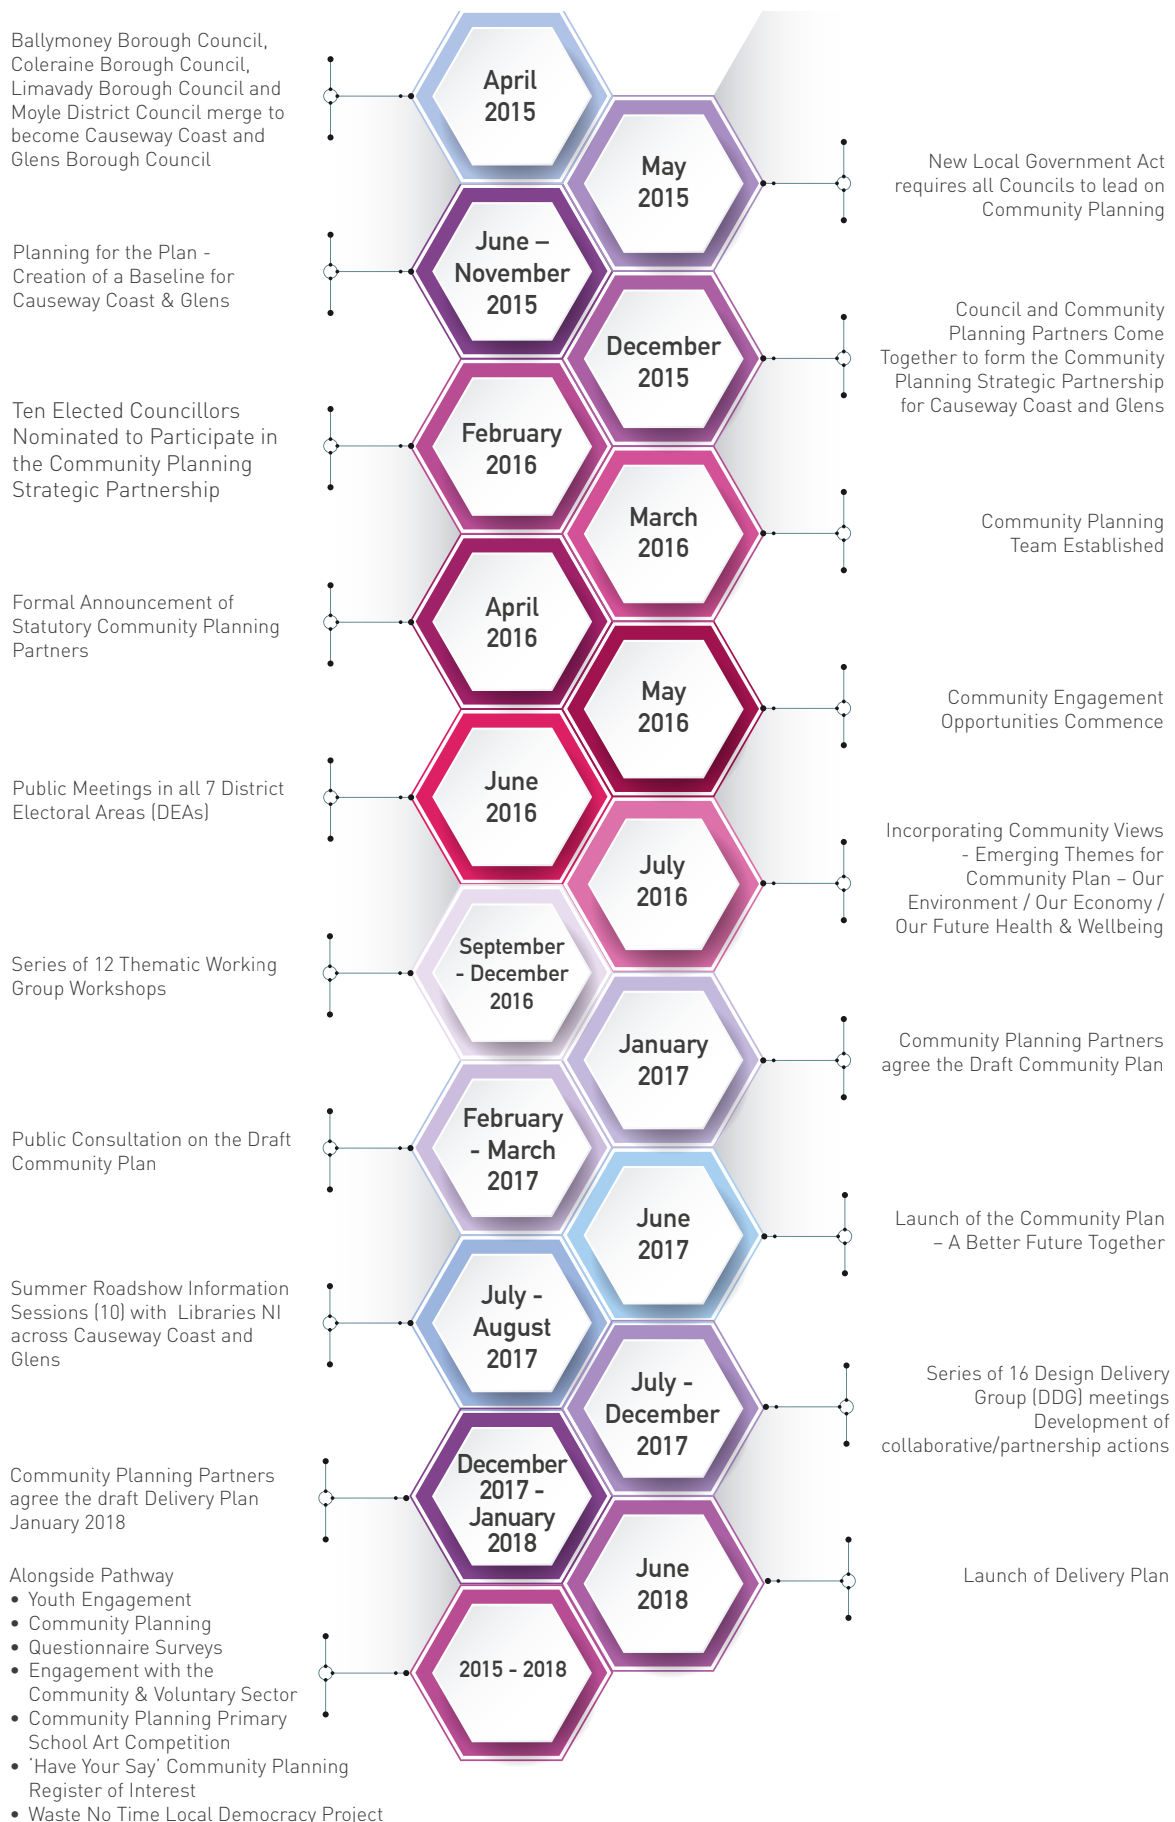 Ballymoney Borough Council,
Coleraine Borough Council,
Limavady Borough Council and
Moyle District Council merge to
become Causeway Coast and
Glens Borough Council
April
2015
May
2015
New Local Government Act
requires all Councils to lead on
Community Planning
Planning for the Plan -
Creation of a Baseline for
Causeway Coast & Glens
June –
November
2015
December
2015
Council and Community
Planning Partners Come
Together to form the Community
Planning Strategic Partnership
for Causeway Coast and Glens
Ten Elected Councillors
Nominated to Participate in
the Community Planning
Strategic Partnership
February
2016
March
2016
Community Planning
Team Established
Formal Announcement of
Statutory Community Planning
Partners
April
2016
May
2016
Community Engagement
Opportunities Commence
Public Meetings in all 7 District
Electoral Areas (DEAs)
June
2016
July
2016
Incorporating Community Views
- Emerging Themes for
Community Plan – Our
Environment / Our Economy /
Our Future Health & Wellbeing
Series of 12 Thematic Working
Group Workshops
September
- December
2016
January
2017
Community Planning Partners
agree the Draft Community Plan
Public Consultation on the Draft
Community Plan
February
- March
2017
June
2017
Launch of the Community Plan
– A Better Future Together
Summer Roadshow Information
Sessions (10) with Libraries NI
across Causeway Coast and
Glens
July -
August
2017
July -
December
2017
Series of 16 Design Delivery
Group (DDG) meetings
Development of
collaborative/partnership actions
Community Planning Partners
agree the draft Delivery Plan
January 2018
December
2017 -
January
2018
June
2018
Launch of Delivery Plan
Alongside Pathway
• Youth Engagement
• Community Planning
• Questionnaire Surveys
• Engagement with the
Community & Voluntary Sector
• Community Planning Primary
School Art Competition
• ‘Have Your Say’ Community Planning
Register of Interest
• Waste No Time Local Democracy Project
2015 - 2018